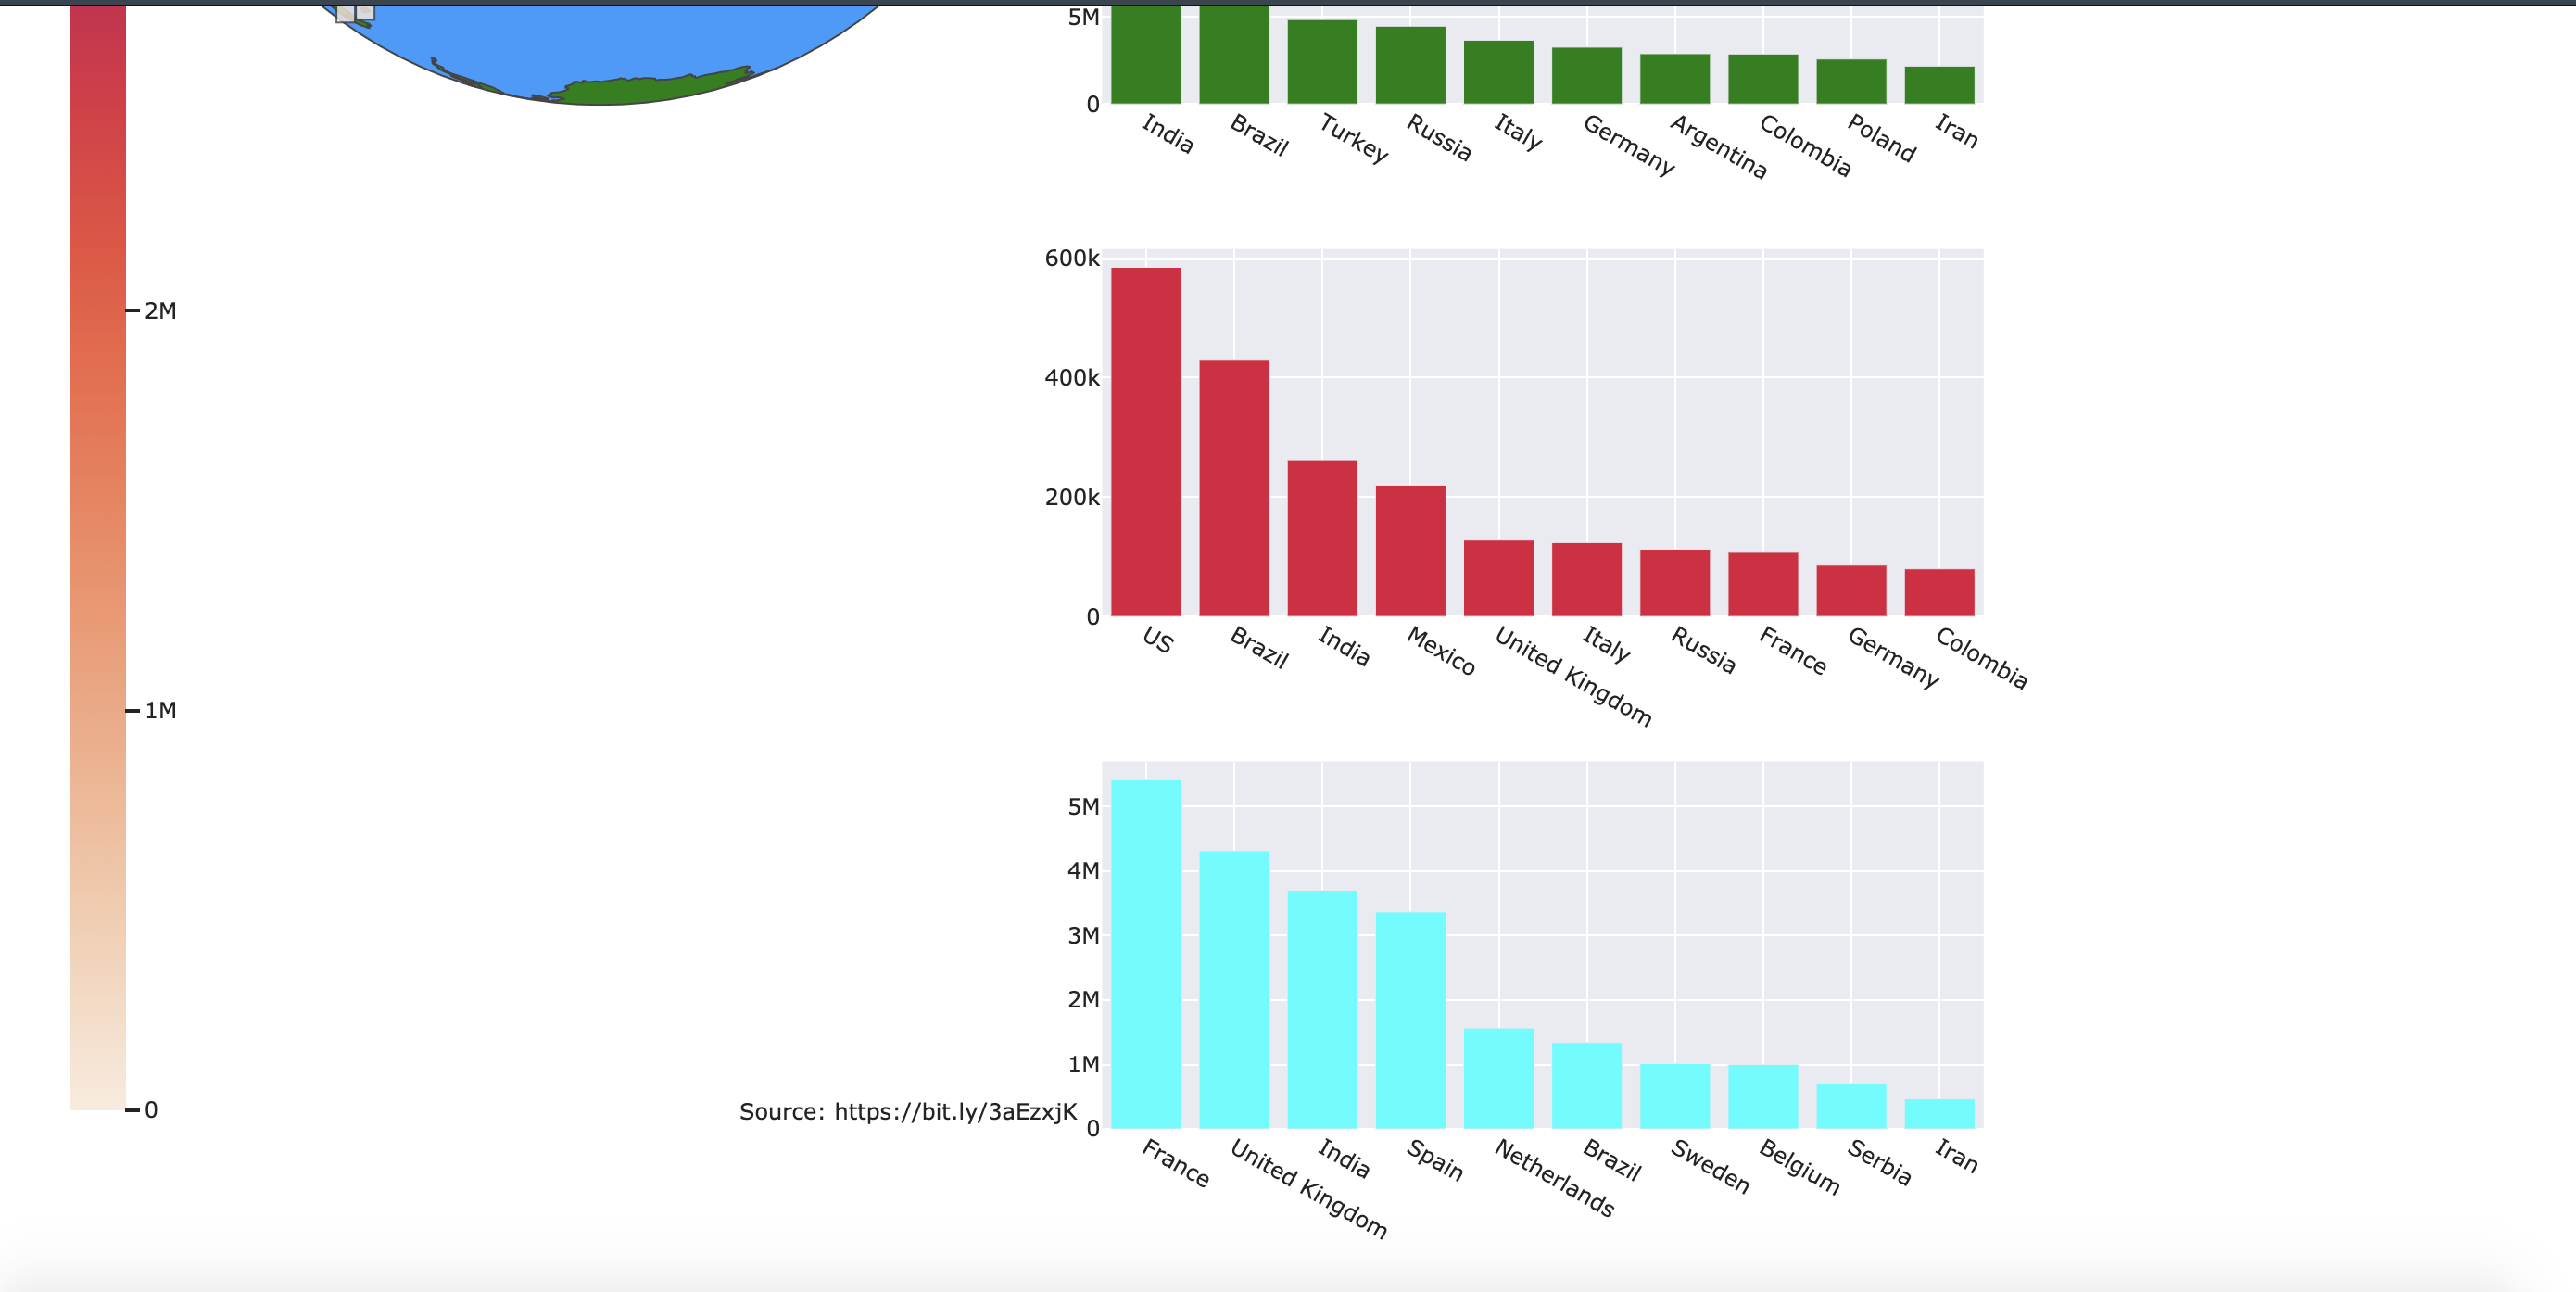 5M
0
India
Brazil
Turkey
Russia
Italy
Germany
Argentina
Colombia
Poland
Iran
2M
1M
0
600k
400k
200k
0
US
Brazil
India
Mexico
United Kingdom
Italy
Russia
France
Germany
Colombia
5M
4M
3M
2M
1M
0
France
United Kingdom
India
Spain
Netherlands
Brazil
Sweden
Belgium
Serbia
Iran
Source: https://bit.ly/3aEzxjK